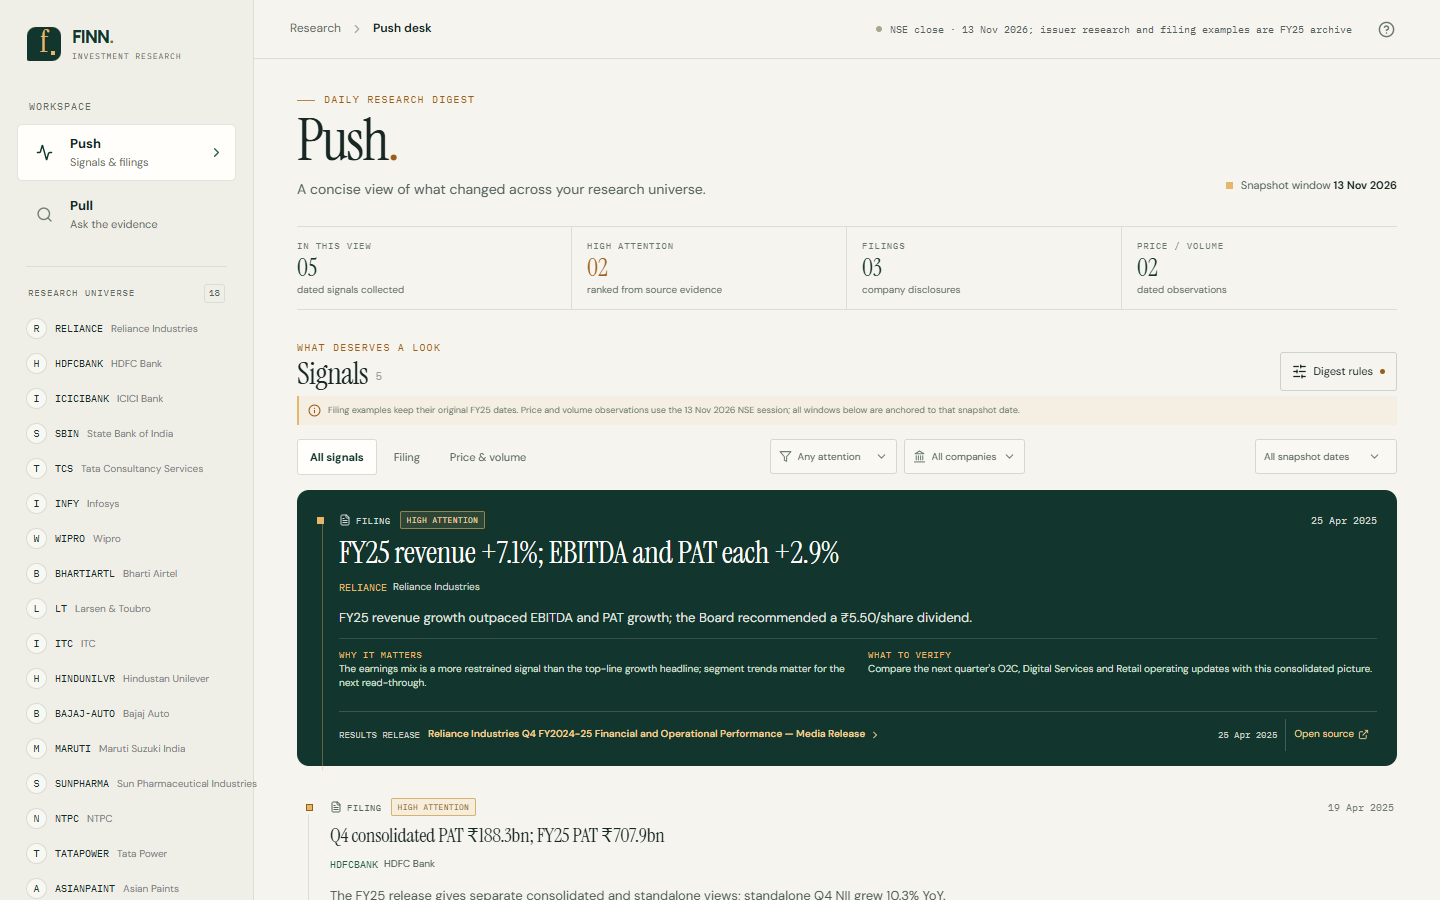 f.
FINN.
INVESTMENT RESEARCH
WORKSPACE
Push
Signals & filings
Pull
Ask the evidence
RESEARCH UNIVERSE 18
R RELIANCE Reliance Industries
H HDFCBANK HDFC Bank
I ICICIBANK ICICI Bank
S SBIN State Bank of India
T TCS Tata Consultancy Services
I INFY Infosys
W WIPRO Wipro
B BHARTIARTL Bharti Airtel
L LT Larsen & Toubro
I ITC ITC
H HINDUNILVR Hindustan Unilever
B BAJAJ-AUTO Bajaj Auto
M MARUTI Maruti Suzuki India
S SUNPHARMA Sun Pharmaceutical Industries
N NTPC NTPC
T TATAPOWER Tata Power
A ASIANPAINT Asian Paints
Research Push desk
NSE close · 13 Nov 2026; issuer research and filing examples are FY25 archive
DAILY RESEARCH DIGEST
Push.
A concise view of what changed across your research universe.
Snapshot window 13 Nov 2026
IN THIS VIEW
05
dated signals collected
HIGH ATTENTION
02
ranked from source evidence
FILINGS
03
company disclosures
PRICE / VOLUME
02
dated observations
WHAT DESERVES A LOOK
Signals 5
Digest rules
Filing examples keep their original FY25 dates. Price and volume observations use the 13 Nov 2026 NSE session; all windows below are anchored to that snapshot date.
All signals Filing Price & volume Any attention All companies All snapshot dates
FILING HIGH ATTENTION 25 Apr 2025
FY25 revenue +7.1%; EBITDA and PAT each +2.9%
RELIANCE Reliance Industries
FY25 revenue growth outpaced EBITDA and PAT growth; the Board recommended a ₹5.50/share dividend.
WHY IT MATTERS
The earnings mix is a more restrained signal than the top-line growth headline; segment trends matter for the
next read-through.
WHAT TO VERIFY
Compare the next quarter's O2C, Digital Services and Retail operating updates with this consolidated picture.
RESULTS RELEASE Reliance Industries Q4 FY2024-25 Financial and Operational Performance — Media Release 25 Apr 2025 Open source
FILING HIGH ATTENTION 19 Apr 2025
Q4 consolidated PAT ₹188.3bn; FY25 PAT ₹707.9bn
HDFCBANK HDFC Bank
The FY25 release gives separate consolidated and standalone views; standalone Q4 NII grew 10.3% YoY.